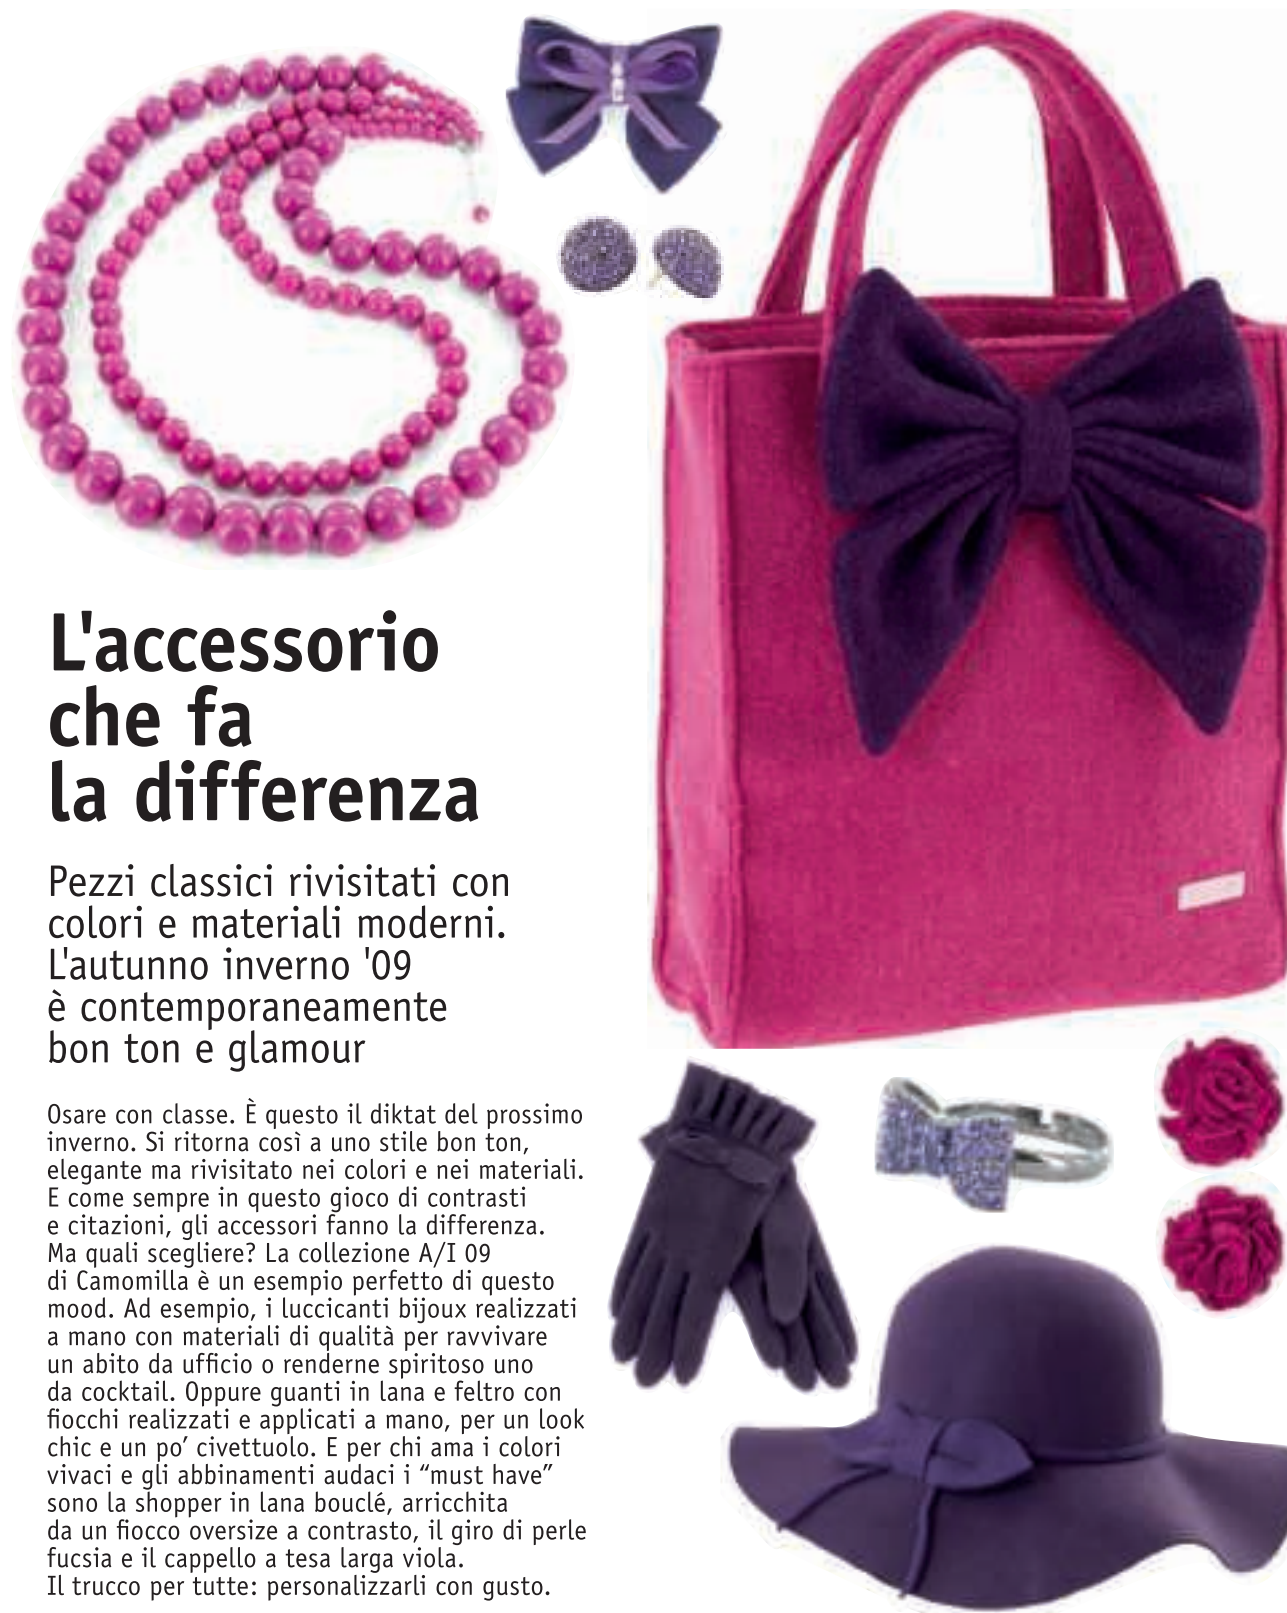 L'accessorio
che fa
la differenza
Pezzi classici rivisitati con
colori e materiali moderni.
L'autunno inverno '09
è contemporaneamente
bon ton e glamour
Osare con classe. È questo il diktat del prossimo
inverno. Si ritorna così a uno stile bon ton,
elegante ma rivisitato nei colori e nei materiali.
E come sempre in questo gioco di contrasti
e citazioni, gli accessori fanno la differenza.
Ma quali scegliere? La collezione A/I 09
di Camomilla è un esempio perfetto di questo
mood. Ad esempio, i luccicanti bijoux realizzati
a mano con materiali di qualità per ravvivare
un abito da ufficio o renderne spiritoso uno
da cocktail. Oppure guanti in lana e feltro con
fiocchi realizzati e applicati a mano, per un look
chic e un po’ civettuolo. E per chi ama i colori
vivaci e gli abbinamenti audaci i “must have”
sono la shopper in lana bouclé, arricchita
da un fiocco oversize a contrasto, il giro di perle
fucsia e il cappello a tesa larga viola.
Il trucco per tutte: personalizzarli con gusto.